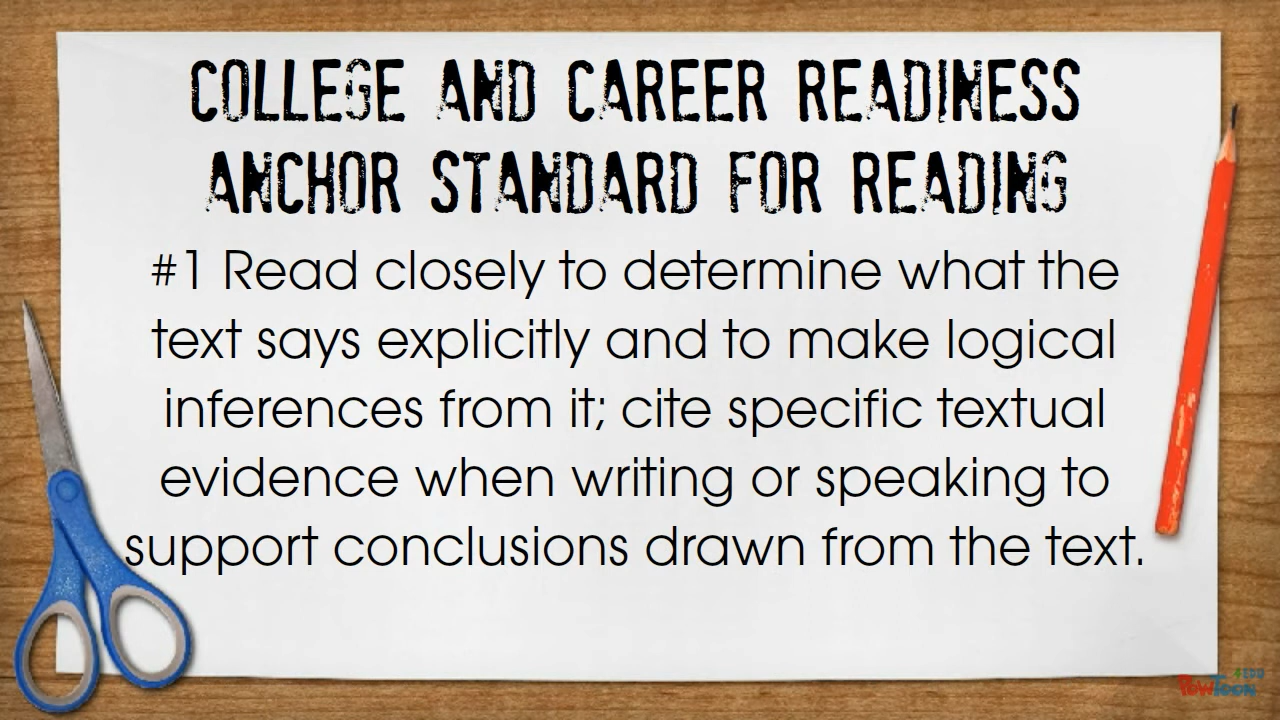 COLLEGE AND CAREER READINESS
ANCHOR STANDARD FOR READING
#1 Read closely to determine what the
text says explicitly and to make logical
inferences from it; cite specific textual
evidence when writing or speaking to
support conclusions drawn from the text.
EDU
POWTOON